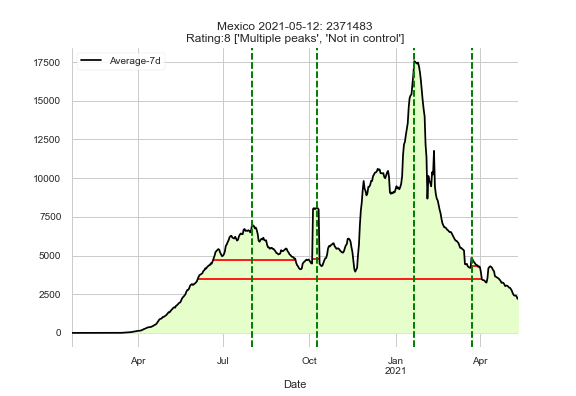 Mexico 2021-05-12: 2371483
Rating:8 ['Multiple peaks', 'Not in control']
Average-7d
17500
15000
12500
10000
7500
5000
2500
0
Apr Jul Oct Jan Apr
2021
Date